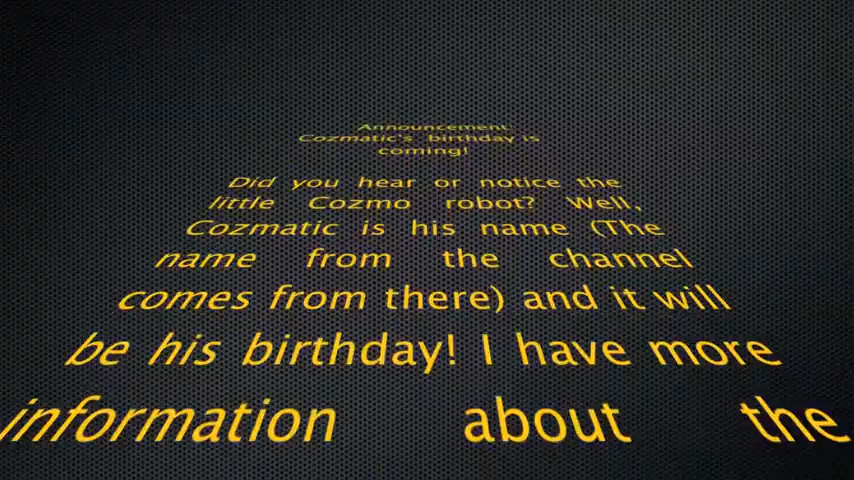 Announcement
Cozmatic's birthday is
coming!
Did you hear or notice the
little Cozmo robot? Well,
Cozmatic is his name (The
name from the channel
comes from there) and it will
be his birthday! I have more
information about the